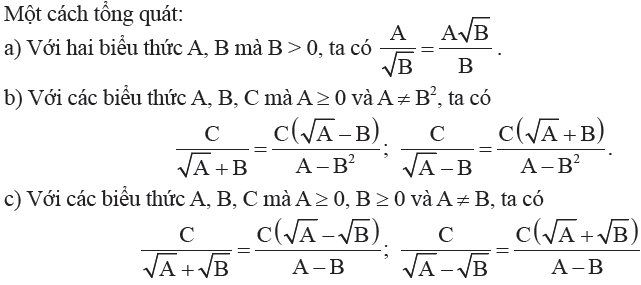 Một cách tổng quát:
a) Với hai biểu thức A, B mà B > 0, ta có A/√B = A√B/B .
b) Với các biểu thức A, B, C mà A ≥ 0 và A ≠ B², ta có
C/(√A + B) = C(√A − B)/(A − B²); C/(√A − B) = C(√A + B)/(A − B²).
c) Với các biểu thức A, B, C mà A ≥ 0, B ≥ 0 và A ≠ B, ta có
C/(√A + √B) = C(√A − √B)/(A − B); C/(√A − √B) = C(√A + √B)/(A − B)